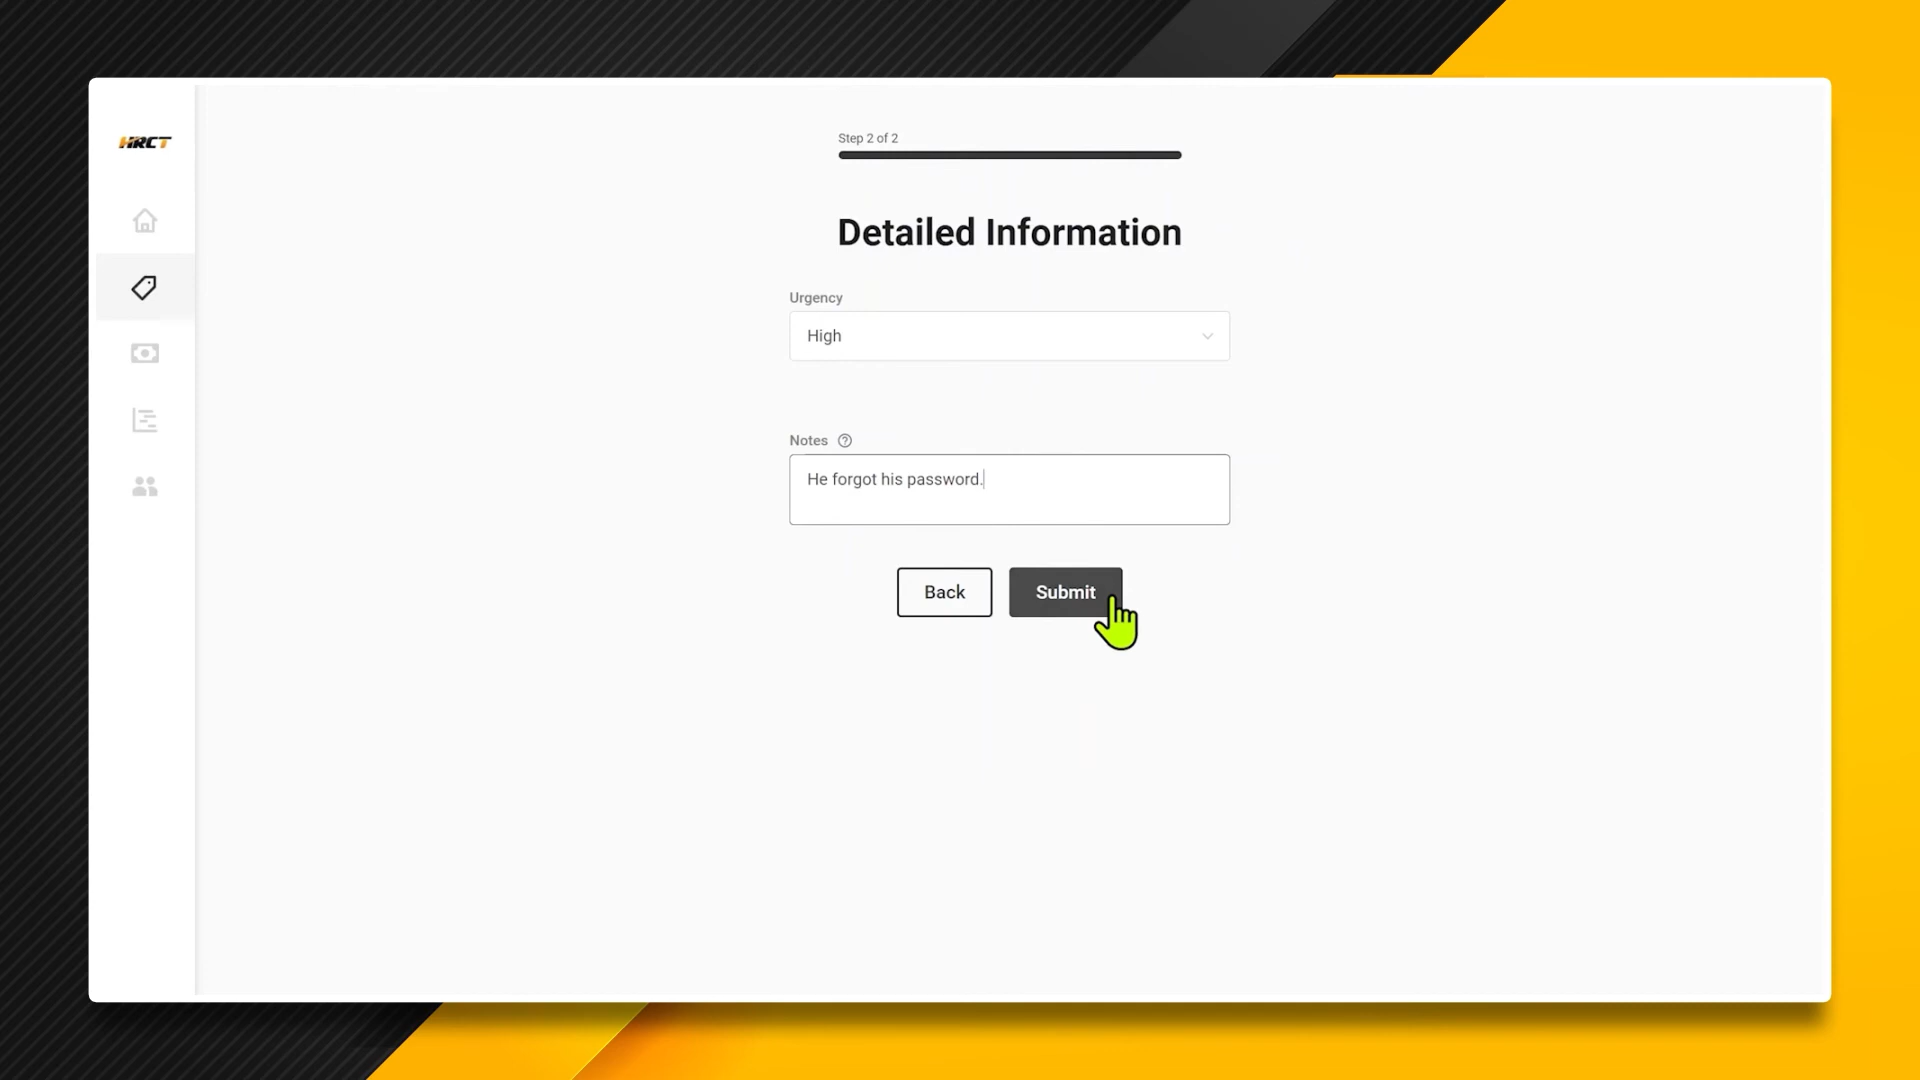 HRCT
Step 2 of 2
Detailed Information
Urgency
High
Notes
He forgot his password.
Back
Submit